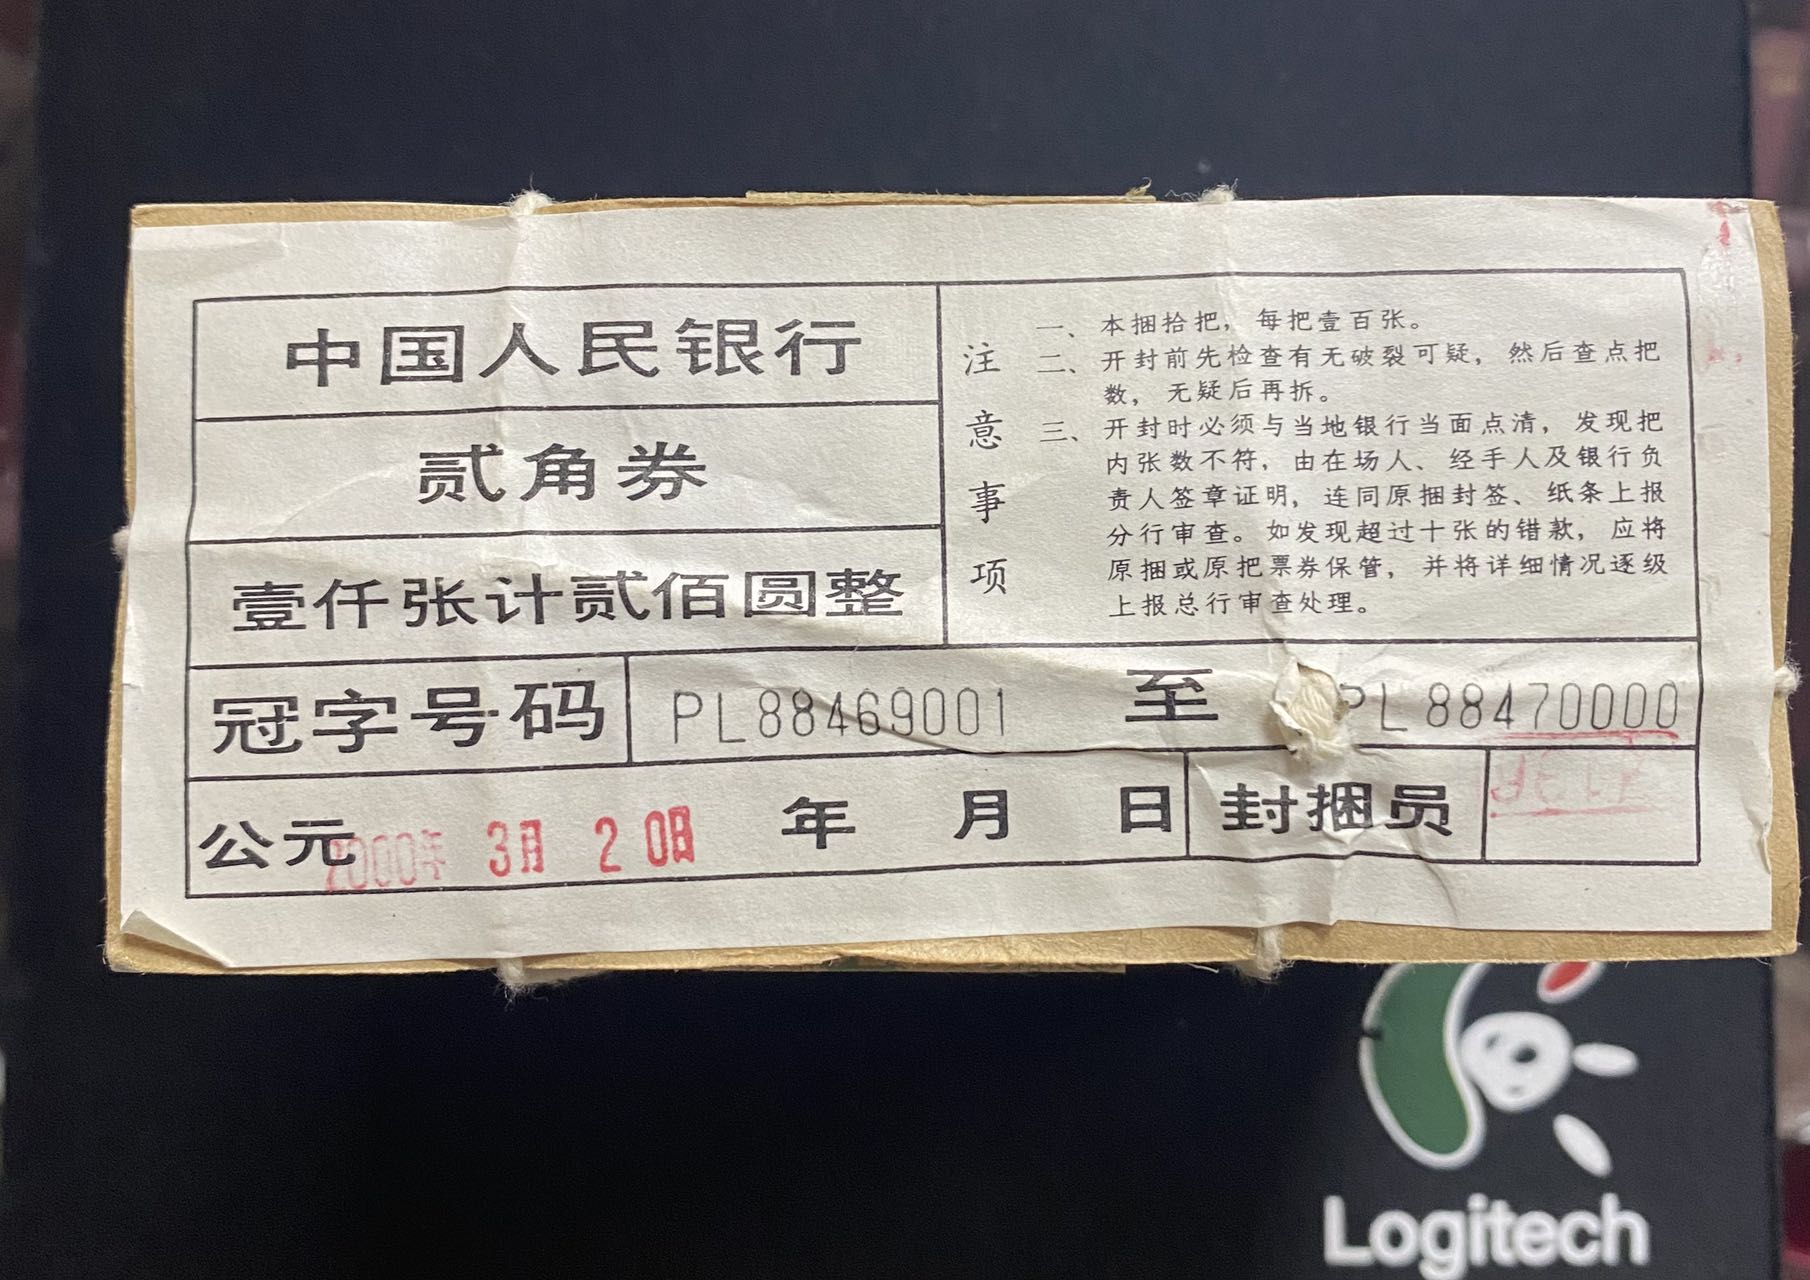 中国人民银行
贰角券
壹仟张计贰佰圆整
注意事项
一、本捆拾把，每把壹百张。
二、开封前先检查有无破裂可疑，然后查点把
数，无疑后再拆。
三、开封时必须与当地银行当面点清，发现把
内张数不符，由在场人、经手人及银行负
责人签章证明，连同原捆封签、纸条上报
分行审查。如发现超过十张的错款，应将
原捆或原把票券保管，并将详细情况逐级
上报总行审查处理。
冠字号码 PL88469001 至 PL88470000
公元 2000年 3月 20日 年 月 日 封捆员
Logitech